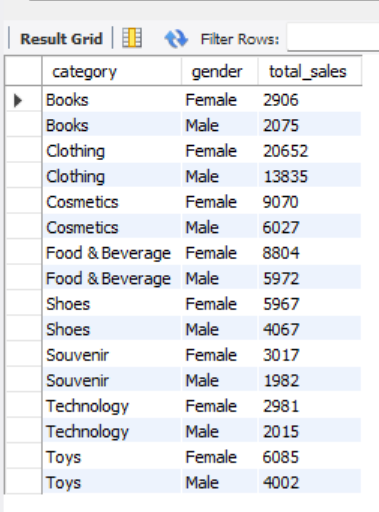 Result Grid Filter Rows:
category gender total_sales
Books Female 2906
Books Male 2075
Clothing Female 20652
Clothing Male 13835
Cosmetics Female 9070
Cosmetics Male 6027
Food & Beverage Female 8804
Food & Beverage Male 5972
Shoes Female 5967
Shoes Male 4067
Souvenir Female 3017
Souvenir Male 1982
Technology Female 2981
Technology Male 2015
Toys Female 6085
Toys Male 4002